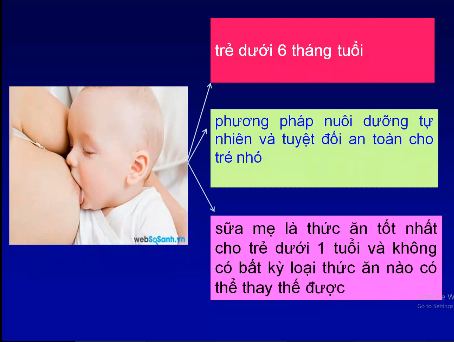 trẻ dưới 6 tháng tuổi
phương pháp nuôi dưỡng tự
nhiên và tuyệt đối an toàn cho
trẻ nhỏ
webSoSanh.vn
sữa mẹ là thức ăn tốt nhất
cho trẻ dưới 1 tuổi và không
có bất kỳ loại thức ăn nào có
thể thay thế được